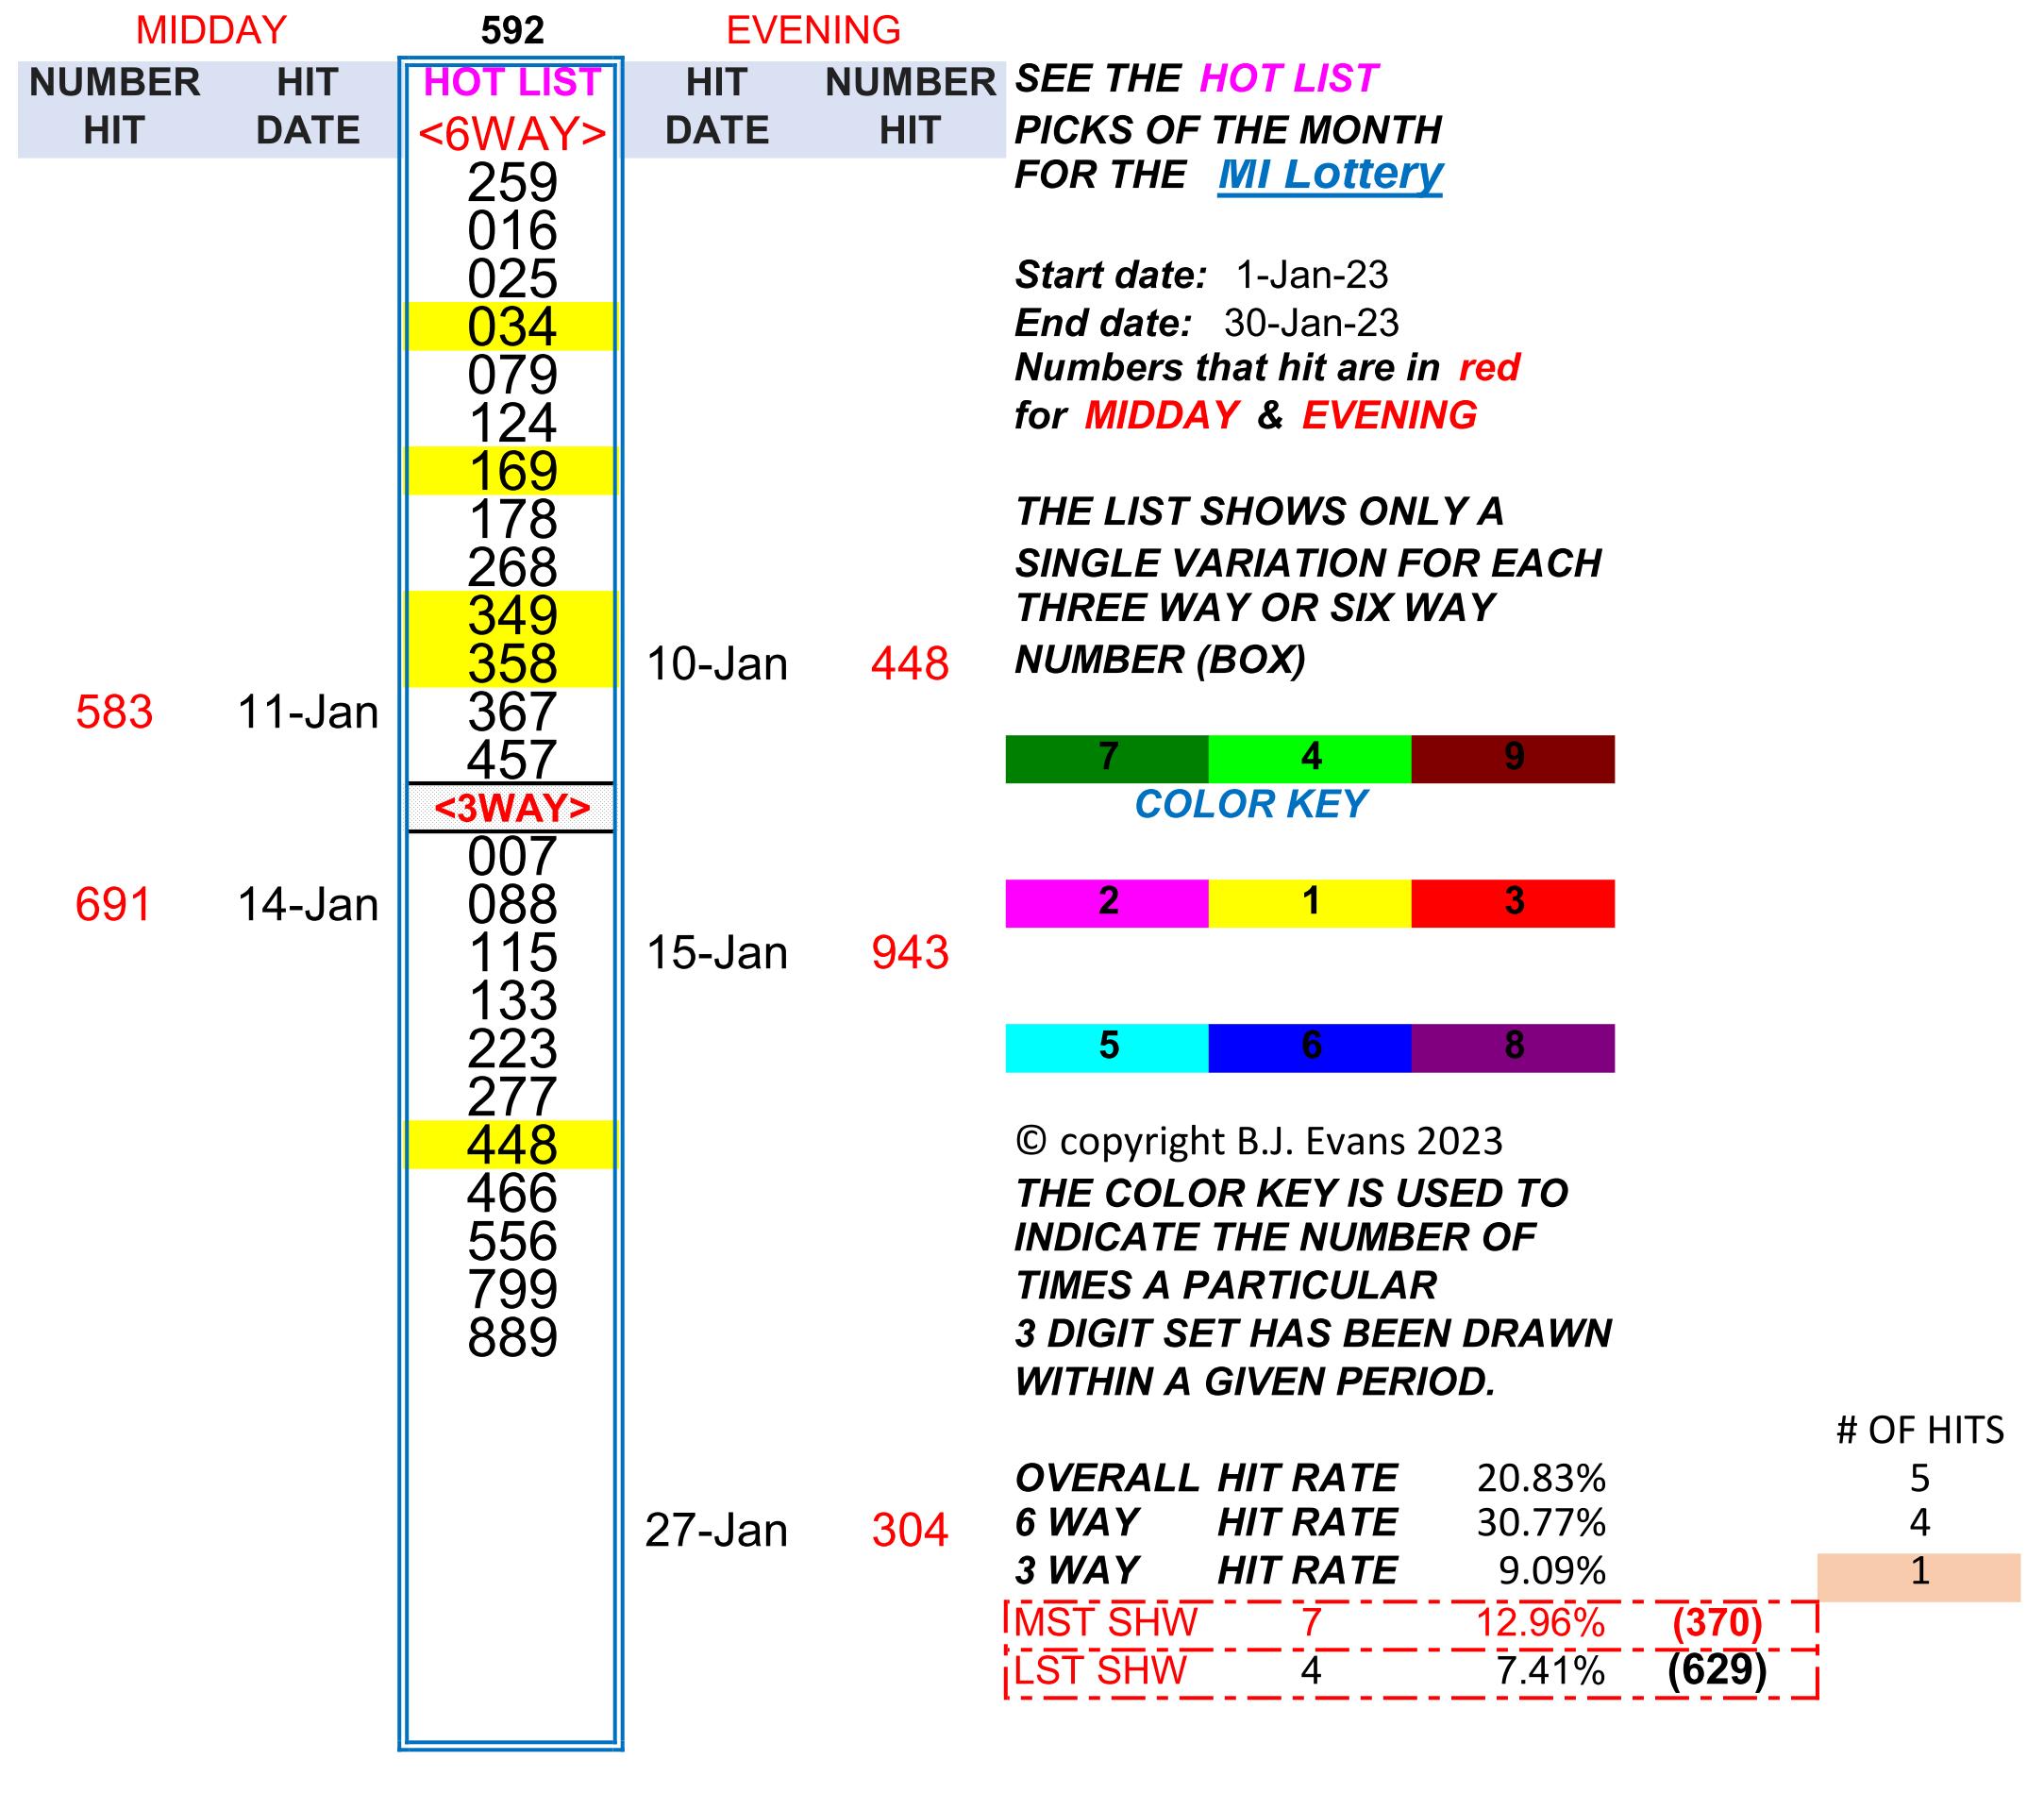 MIDDAY 592 EVENING
NUMBER HIT HOT LIST HIT NUMBER SEE THE HOT LIST
HIT DATE <6WAY> DATE HIT PICKS OF THE MONTH
259 FOR THE MI Lottery
016
025 Start date: 1-Jan-23
034 End date: 30-Jan-23
079 Numbers that hit are in red
124 for MIDDAY & EVENING
169
178 THE LIST SHOWS ONLY A
268 SINGLE VARIATION FOR EACH
349 THREE WAY OR SIX WAY
358 10-Jan 448 NUMBER (BOX)
583 11-Jan 367
457 7 4 9
<3WAY> COLOR KEY
007
691 14-Jan 088 2 1 3
115 15-Jan 943
133
223 5 6 8
277
448 © copyright B.J. Evans 2023
466 THE COLOR KEY IS USED TO
556 INDICATE THE NUMBER OF
799 TIMES A PARTICULAR
889 3 DIGIT SET HAS BEEN DRAWN
WITHIN A GIVEN PERIOD.
# OF HITS
OVERALL HIT RATE 20.83% 5
27-Jan 304 6 WAY HIT RATE 30.77% 4
3 WAY HIT RATE 9.09% 1
MST SHW 7 12.96% (370)
LST SHW 4 7.41% (629)